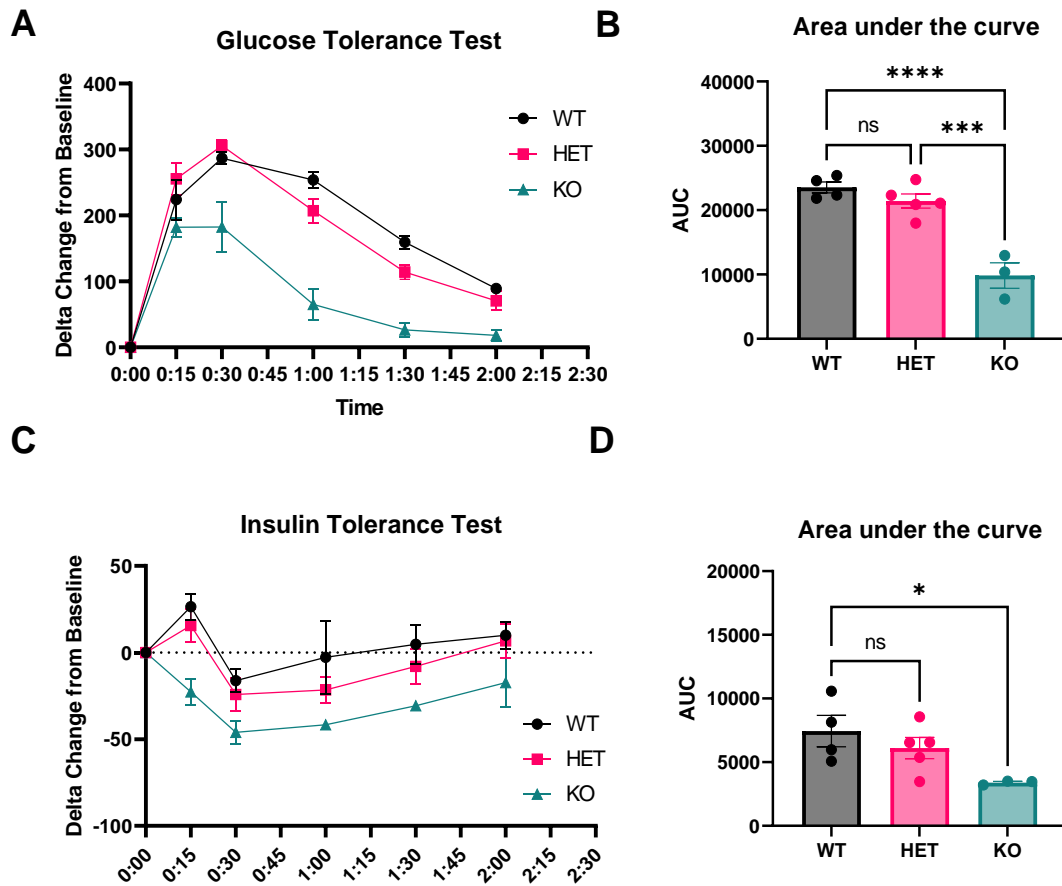 A
Glucose Tolerance Test
Delta Change from Baseline
400
300
200
100
0
0:00 0:15 0:30 0:45 1:00 1:15 1:30 1:45 2:00 2:15 2:30
Time
WT
HET
KO
B
Area under the curve
AUC
40000
30000
20000
10000
0
****
ns
***
WT HET KO
C
Insulin Tolerance Test
Delta Change from Baseline
50
0
-50
-100
0:00 0:15 0:30 0:45 1:00 1:15 1:30 1:45 2:00 2:15 2:30
WT
HET
KO
D
Area under the curve
AUC
20000
15000
10000
5000
0
*
ns
WT HET KO